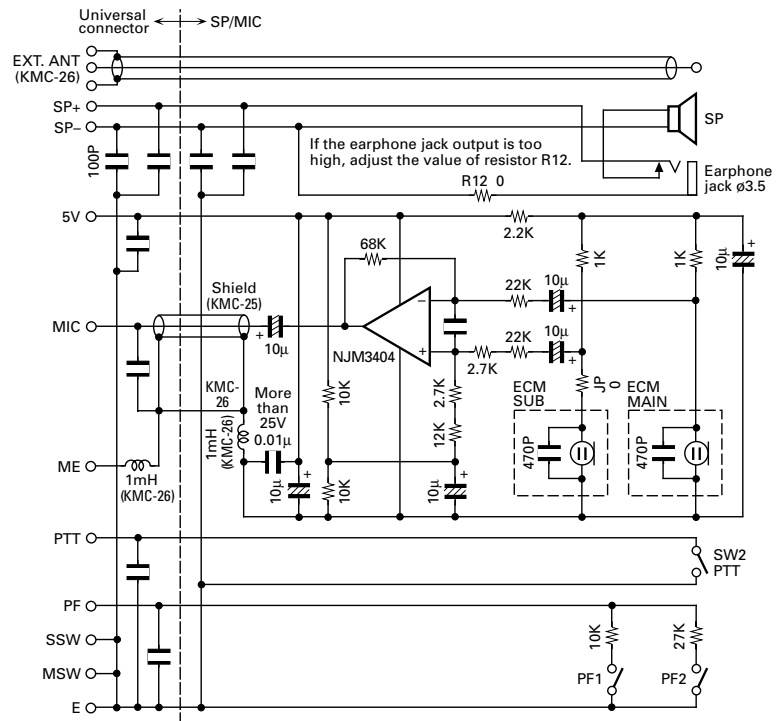 Universal
connector
SP/MIC
EXT. ANT
(KMC-26)
SP+
SP–
SP
100P
If the earphone jack output is too
high, adjust the value of resistor R12.
R12 0
Earphone
jack ø3.5
5V
2.2K
68K
1K
1K
10µ
+
Shield
(KMC-25)
22K
10µ
+
MIC
+
10µ
NJM3404
–
+
2.7K
22K
10µ
+
JP
0
KMC-
26
1mH
(KMC-26)
More
than
25V
0.01µ
10K
2.7K
12K
ECM
SUB
470P
ECM
MAIN
470P
ME
1mH
(KMC-26)
10µ
+
10K
10µ
+
PTT
SW2
PTT
PF
10K
27K
SSW
MSW
PF1
PF2
E